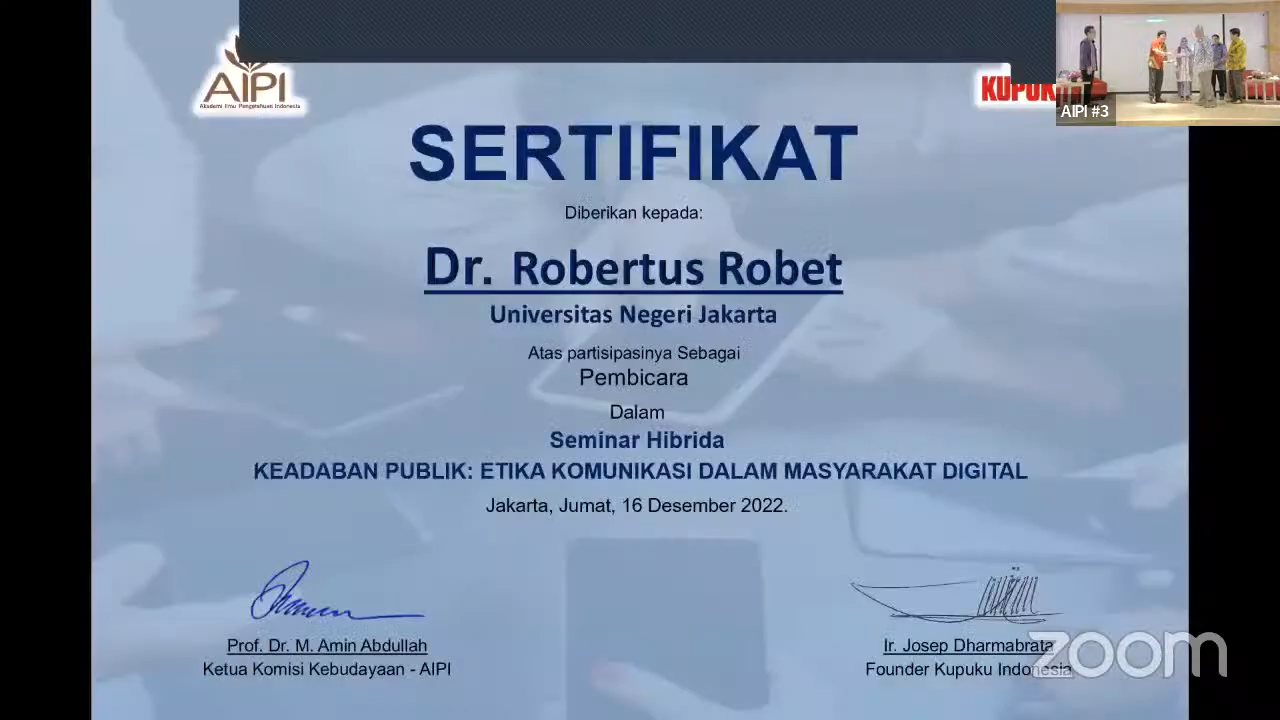 AIPI
Akademi Ilmu Pengetahuan Indonesia
AIPI #3
SERTIFIKAT
Diberikan kepada:
Dr. Robertus Robet
Universitas Negeri Jakarta
Atas partisipasinya Sebagai
Pembicara
Dalam
Seminar Hibrida
KEADABAN PUBLIK: ETIKA KOMUNIKASI DALAM MASYARAKAT DIGITAL
Jakarta, Jumat, 16 Desember 2022.
Prof. Dr. M. Amin Abdullah
Ketua Komisi Kebudayaan - AIPI
Ir. Josep Dharmabrata
Founder Kupuku Indonesia
zoom